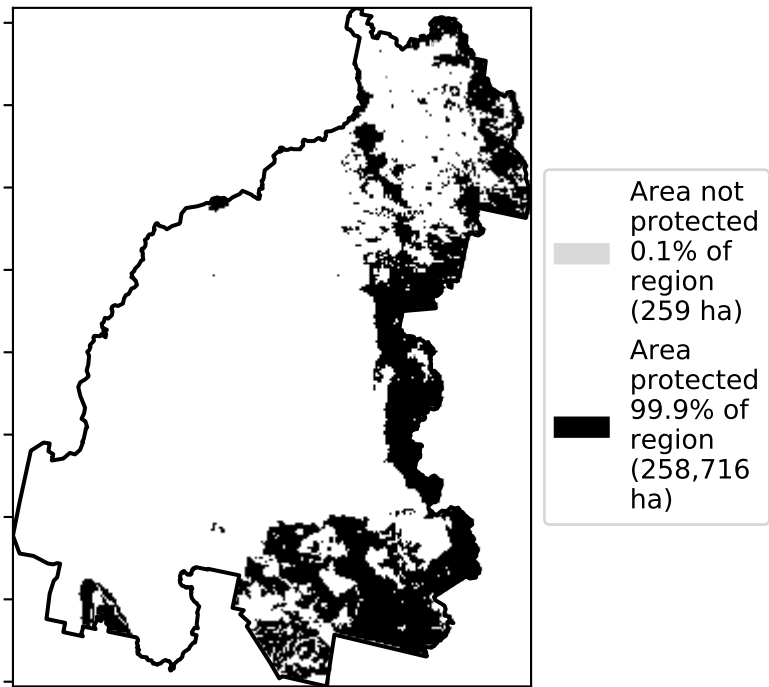 Area not
protected
0.1% of
region
(259 ha)
Area
protected
99.9% of
region
(258,716
ha)